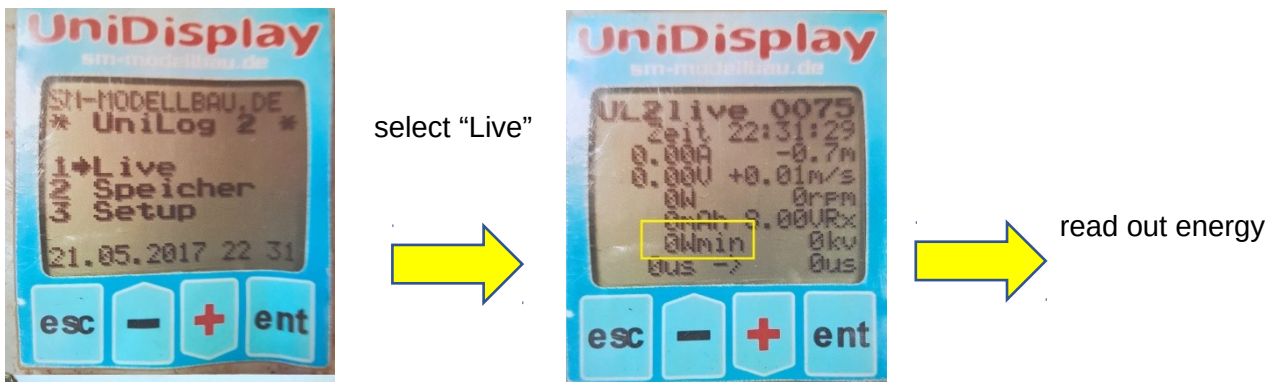 UniDisplay
sm-modellbau.de
SM-MODELLBAU.DE
* UniLog 2 *
1→Live
2 Speicher
3 Setup
21.05.2017 22 31
esc − + ent
select “Live”
UniDisplay
sm-modellbau.de
UL2live 0075
Zeit 22:31:29
0.00A -0.7m
0.00V +0.01m/s
0W 0rpm
0mAh 8.00VRx
0Wmin 0kv
0us -> 0us
esc − + ent
read out energy